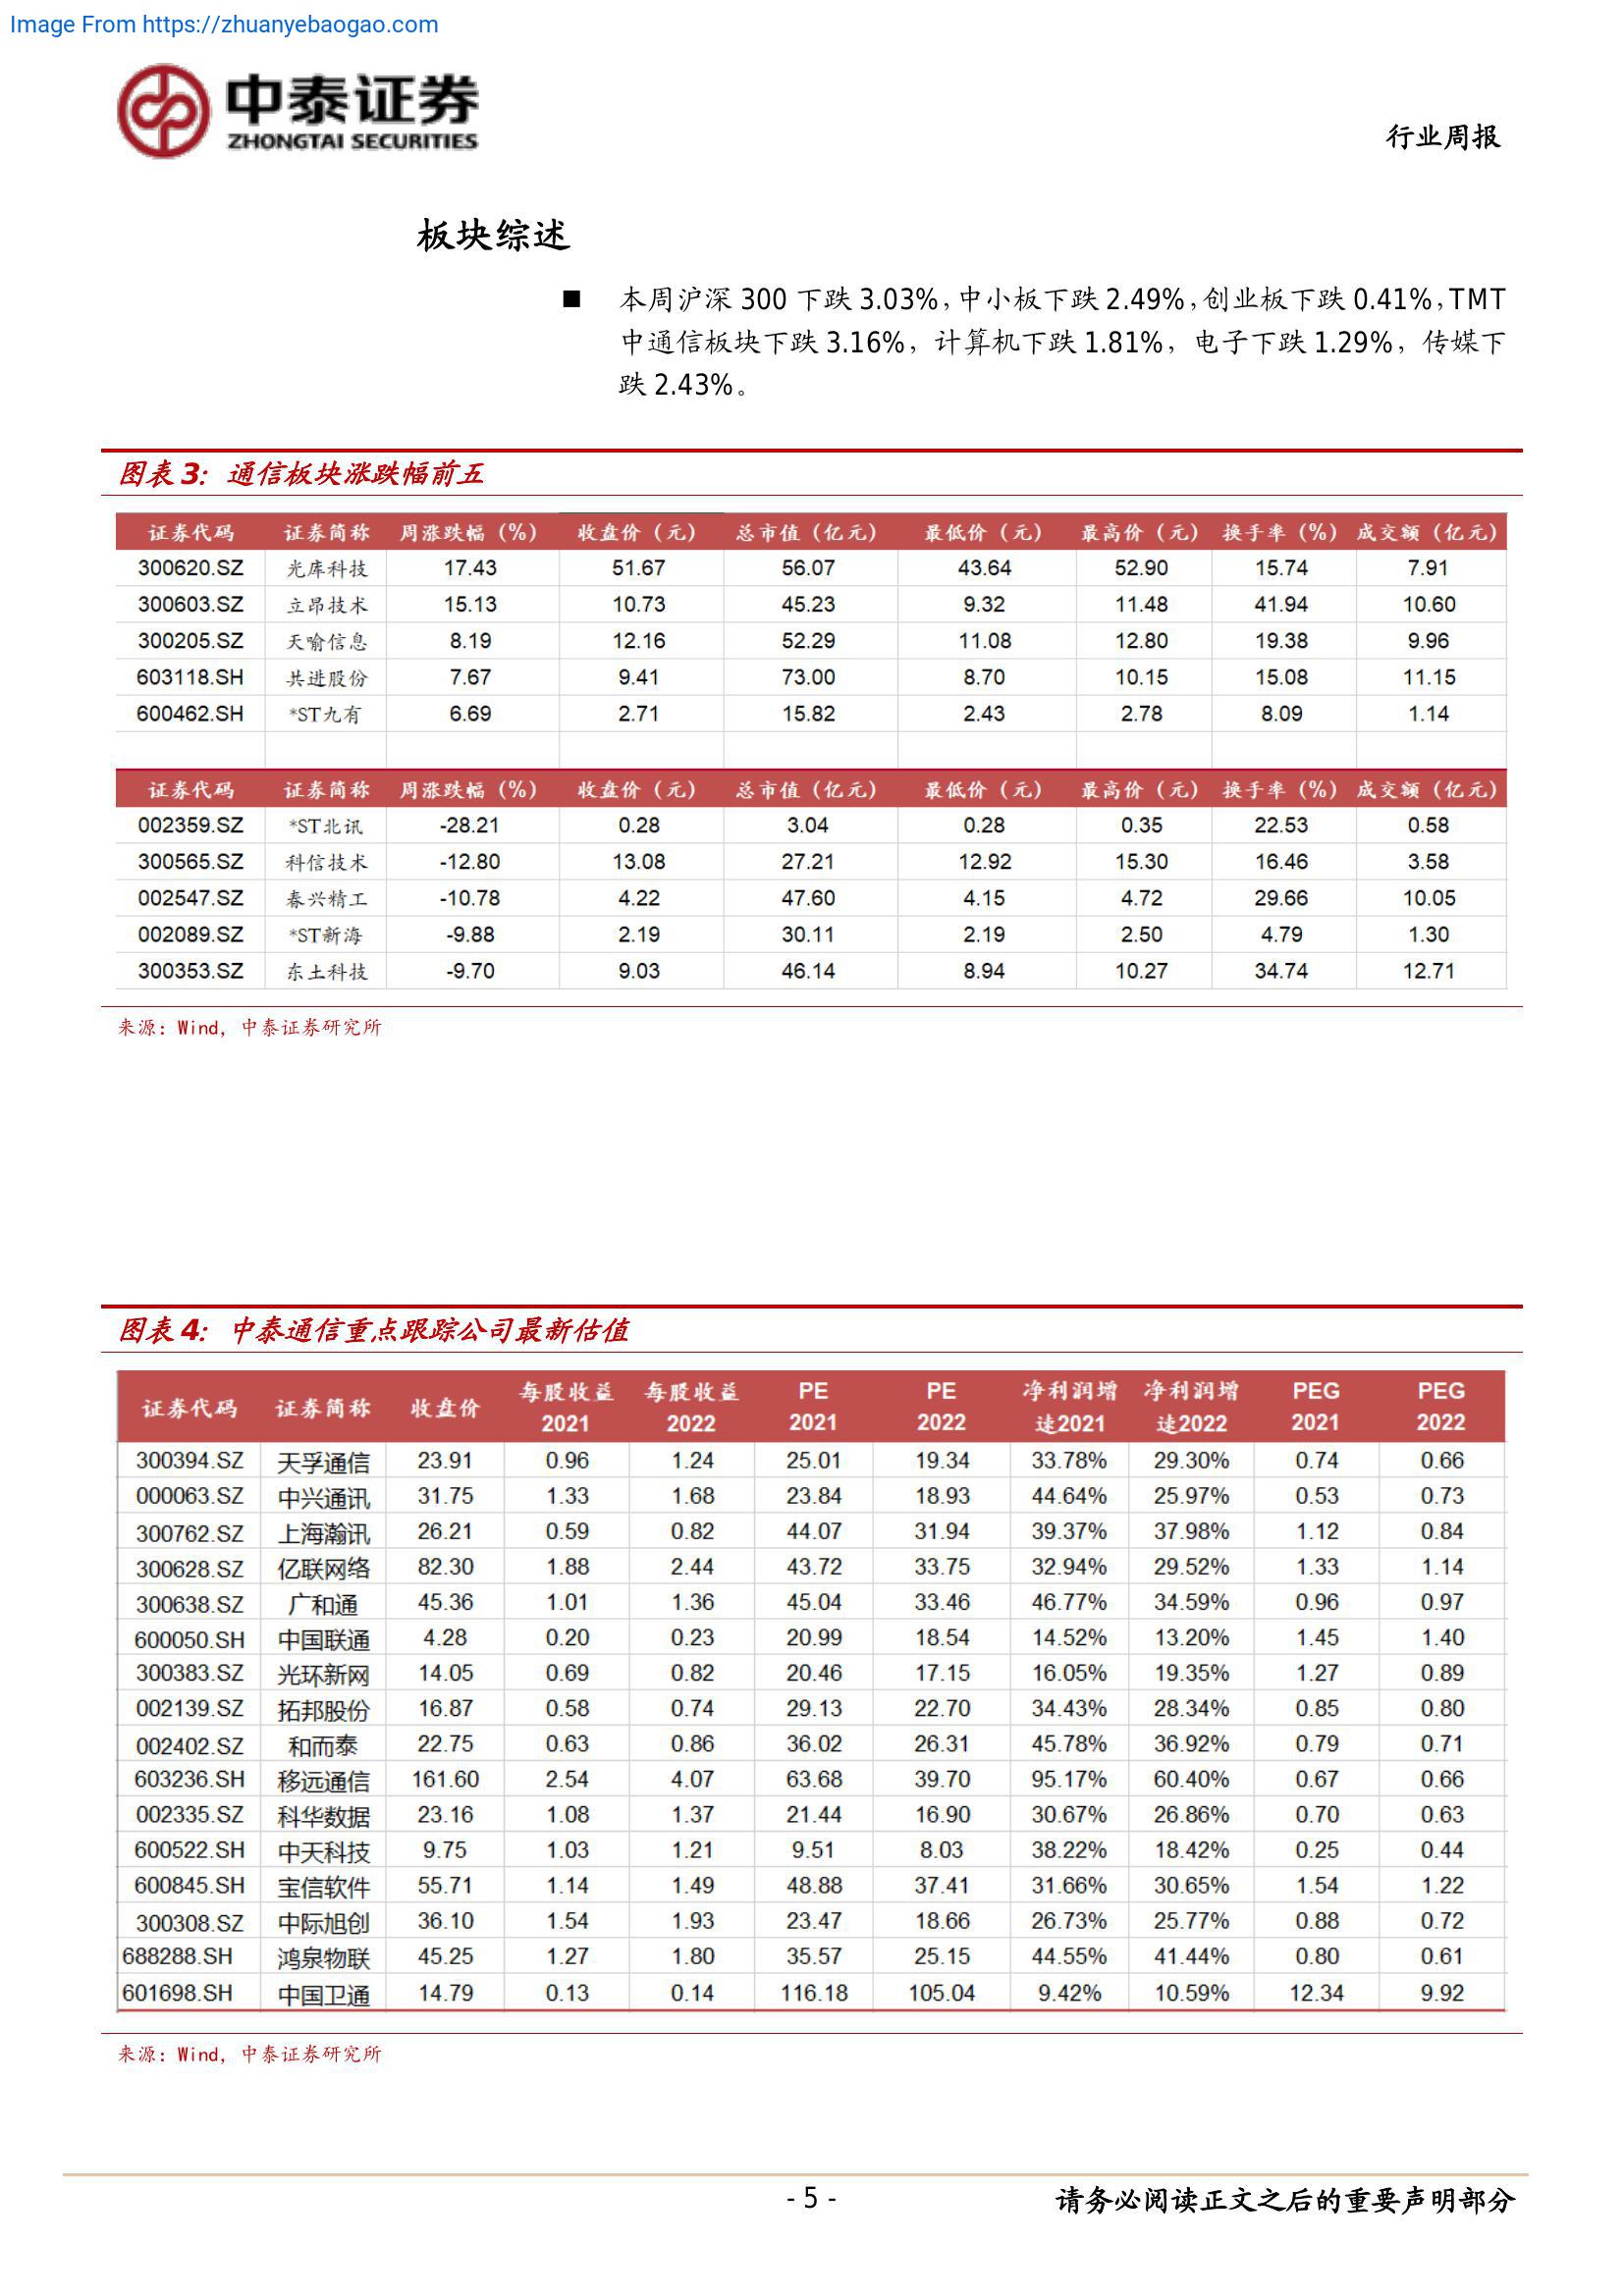 Image From https://zhuanyebaogao.com
中泰证券
ZHONGTAI SECURITIES
行业周报
板块综述
■ 本周沪深 300 下跌 3.03%，中小板下跌 2.49%，创业板下跌 0.41%，TMT
中通信板块下跌 3.16%，计算机下跌 1.81%，电子下跌 1.29%，传媒下
跌 2.43%。
图表 3：通信板块涨跌幅前五
证券代码 证券简称 周涨跌幅（%） 收盘价（元） 总市值（亿元） 最低价（元） 最高价（元） 换手率（%） 成交额（亿元）
300620.SZ 光库科技 17.43 51.67 56.07 43.64 52.90 15.74 7.91
300603.SZ 立昂技术 15.13 10.73 45.23 9.32 11.48 41.94 10.60
300205.SZ 天喻信息 8.19 12.16 52.29 11.08 12.80 19.38 9.96
603118.SH 共进股份 7.67 9.41 73.00 8.70 10.15 15.08 11.15
600462.SH *ST九有 6.69 2.71 15.82 2.43 2.78 8.09 1.14
证券代码 证券简称 周涨跌幅（%） 收盘价（元） 总市值（亿元） 最低价（元） 最高价（元） 换手率（%） 成交额（亿元）
002359.SZ *ST北讯 -28.21 0.28 3.04 0.28 0.35 22.53 0.58
300565.SZ 科信技术 -12.80 13.08 27.21 12.92 15.30 16.46 3.58
002547.SZ 春兴精工 -10.78 4.22 47.60 4.15 4.72 29.66 10.05
002089.SZ *ST新海 -9.88 2.19 30.11 2.19 2.50 4.79 1.30
300353.SZ 东土科技 -9.70 9.03 46.14 8.94 10.27 34.74 12.71
来源：Wind，中泰证券研究所
图表 4：中泰通信重点跟踪公司最新估值
证券代码 证券简称 收盘价 每股收益 每股收益 PE PE 净利润增 净利润增 PEG PEG
2021 2022 2021 2022 速2021 速2022 2021 2022
300394.SZ 天孚通信 23.91 0.96 1.24 25.01 19.34 33.78% 29.30% 0.74 0.66
000063.SZ 中兴通讯 31.75 1.33 1.68 23.84 18.93 44.64% 25.97% 0.53 0.73
300762.SZ 上海瀚讯 26.21 0.59 0.82 44.07 31.94 39.37% 37.98% 1.12 0.84
300628.SZ 亿联网络 82.30 1.88 2.44 43.72 33.75 32.94% 29.52% 1.33 1.14
300638.SZ 广和通 45.36 1.01 1.36 45.04 33.46 46.77% 34.59% 0.96 0.97
600050.SH 中国联通 4.28 0.20 0.23 20.99 18.54 14.52% 13.20% 1.45 1.40
300383.SZ 光环新网 14.05 0.69 0.82 20.46 17.15 16.05% 19.35% 1.27 0.89
002139.SZ 拓邦股份 16.87 0.58 0.74 29.13 22.70 34.43% 28.34% 0.85 0.80
002402.SZ 和而泰 22.75 0.63 0.86 36.02 26.31 45.78% 36.92% 0.79 0.71
603236.SH 移远通信 161.60 2.54 4.07 63.68 39.70 95.17% 60.40% 0.67 0.66
002335.SZ 科华数据 23.16 1.08 1.37 21.44 16.90 30.67% 26.86% 0.70 0.63
600522.SH 中天科技 9.75 1.03 1.21 9.51 8.03 38.22% 18.42% 0.25 0.44
600845.SH 宝信软件 55.71 1.14 1.49 48.88 37.41 31.66% 30.65% 1.54 1.22
300308.SZ 中际旭创 36.10 1.54 1.93 23.47 18.66 26.73% 25.77% 0.88 0.72
688288.SH 鸿泉物联 45.25 1.27 1.80 35.57 25.15 44.55% 41.44% 0.80 0.61
601698.SH 中国卫通 14.79 0.13 0.14 116.18 105.04 9.42% 10.59% 12.34 9.92
来源：Wind，中泰证券研究所
- 5 -
请务必阅读正文之后的重要声明部分